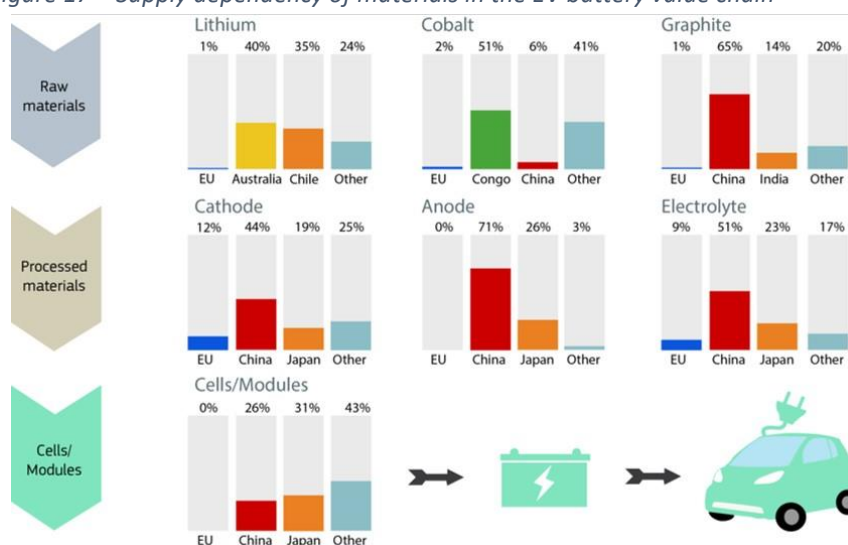 Figure 17 – Supply dependency of materials in the EV battery value chain
Raw
materials
Lithium
1% 40% 35% 24%
EU Australia Chile Other
Cobalt
2% 51% 6% 41%
EU Congo China Other
Graphite
1% 65% 14% 20%
EU China India Other
Processed
materials
Cathode
12% 44% 19% 25%
EU China Japan Other
Anode
0% 71% 26% 3%
EU China Japan Other
Electrolyte
9% 51% 23% 17%
EU China Japan Other
Cells/
Modules
Cells/Modules
0% 26% 31% 43%
EU China Japan Other